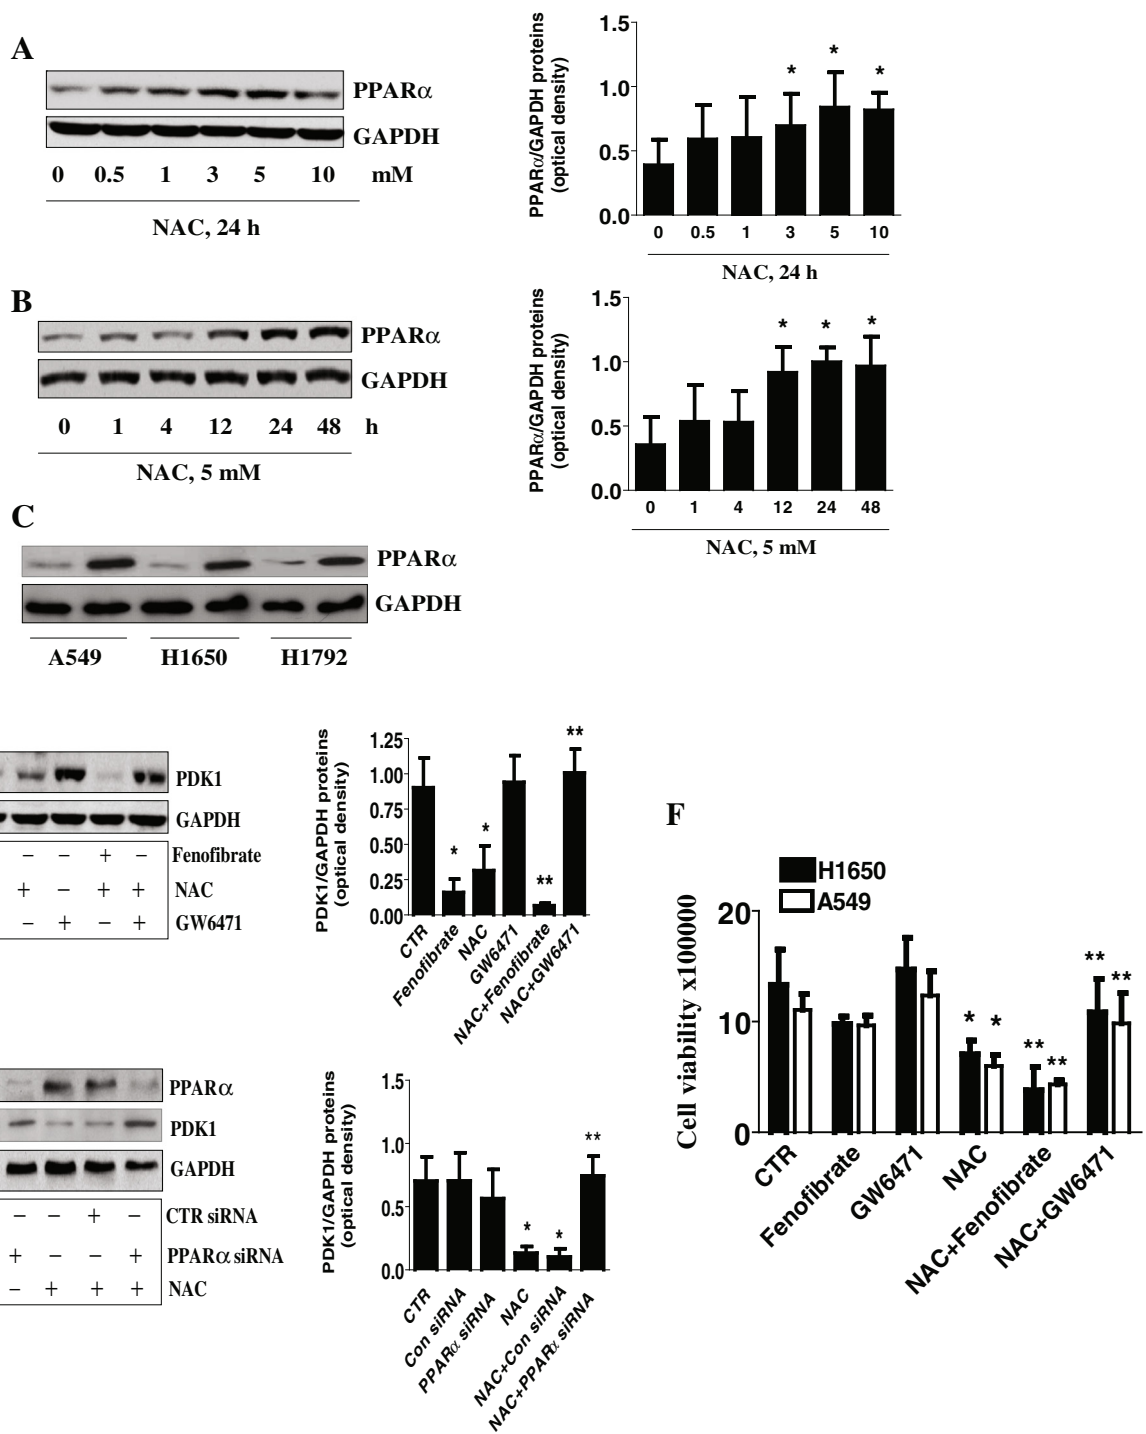 A
PPARα
GAPDH
0 0.5 1 3 5 10 mM
NAC, 24 h
PPARα/GAPDH proteins
(optical density)
1.5
1.0
0.5
0.0
* * *
0 0.5 1 3 5 10
NAC, 24 h
B
PPARα
GAPDH
0 1 4 12 24 48 h
NAC, 5 mM
PPARα/GAPDH proteins
(optical density)
1.5
1.0
0.5
0.0
* * *
0 1 4 12 24 48
NAC, 5 mM
C
PPARα
GAPDH
A549 H1650 H1792
PDK1
GAPDH
− − + − Fenofibrate
+ − + + NAC
− + − + GW6471
PDK1/GAPDH proteins
(optical density)
1.25
1.00
0.75
0.50
0.25
0.00
* * ** **
CTR
Fenofibrate
NAC
GW6471
NAC+Fenofibrate
NAC+GW6471
PPARα
PDK1
GAPDH
− − + − CTR siRNA
+ − − + PPARα siRNA
− + + + NAC
PDK1/GAPDH proteins
(optical density)
1.5
1.0
0.5
0.0
* * **
CTR
Con siRNA
PPARα siRNA
NAC
NAC+Con siRNA
NAC+PPARα siRNA
F
H1650
A549
Cell viability x100000
20
10
0
* * ** ** ** **
CTR
Fenofibrate
GW6471
NAC
NAC+Fenofibrate
NAC+GW6471